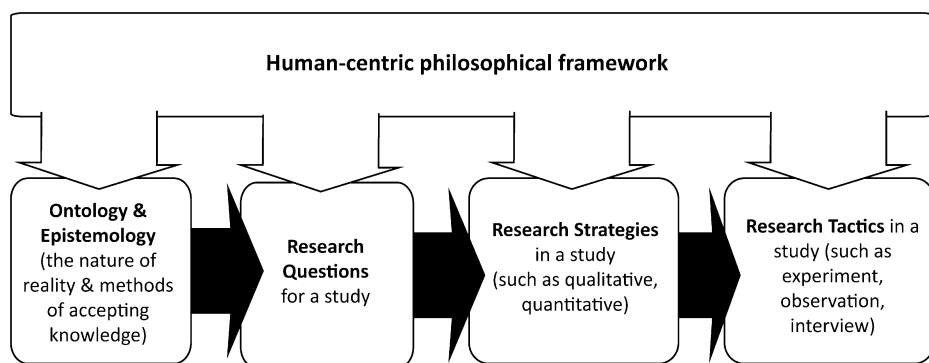 Human-centric philosophical framework
Ontology &
Epistemology
(the nature of
reality & methods
of accepting
knowledge)
Research
Questions
for a study
Research Strategies
in a study
(such as qualitative,
quantitative)
Research Tactics in a
study (such as
experiment,
observation,
interview)